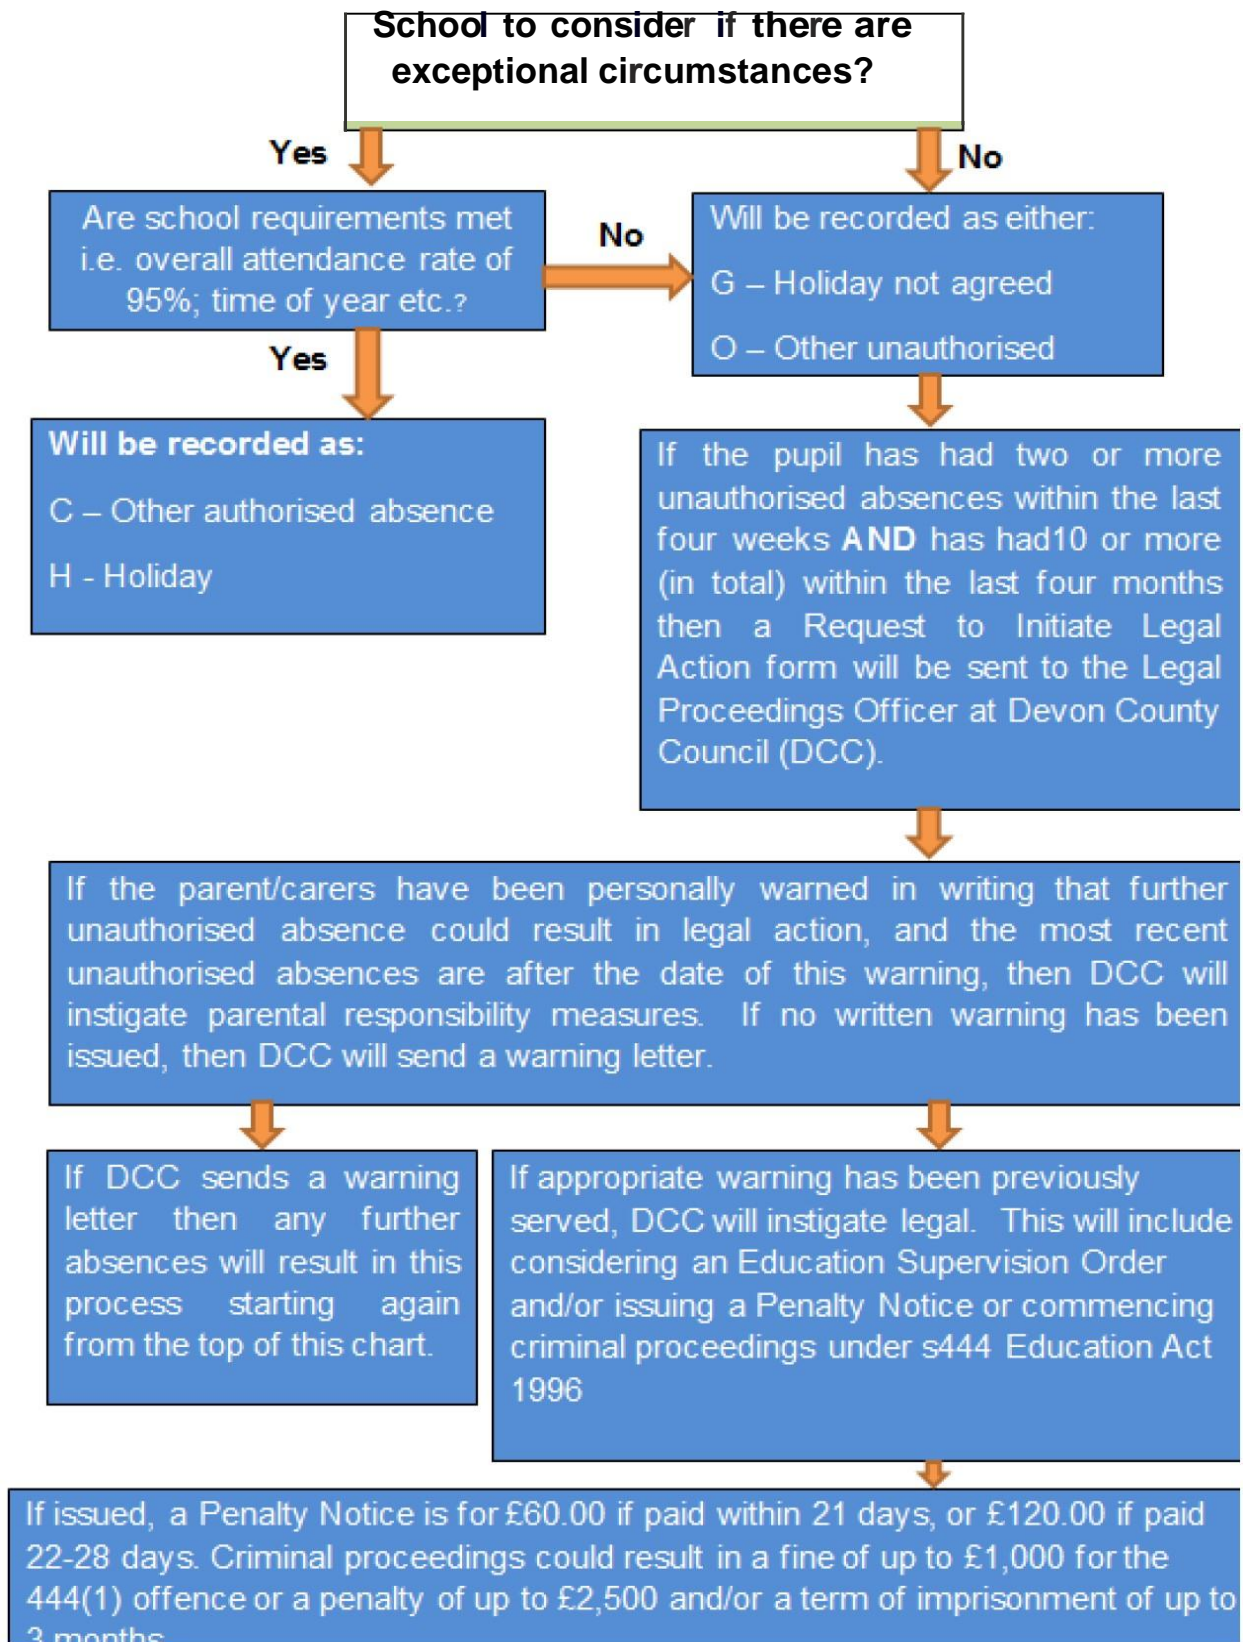 School to consider if there are
exceptional circumstances?
Yes
No
Are school requirements met
i.e. overall attendance rate of
95%; time of year etc.?
No
Will be recorded as either:
G – Holiday not agreed
O – Other unauthorised
Yes
Will be recorded as:
C – Other authorised absence
H - Holiday
If the pupil has had two or more
unauthorised absences within the last
four weeks AND has had10 or more
(in total) within the last four months
then a Request to Initiate Legal
Action form will be sent to the Legal
Proceedings Officer at Devon County
Council (DCC).
If the parent/carers have been personally warned in writing that further
unauthorised absence could result in legal action, and the most recent
unauthorised absences are after the date of this warning, then DCC will
instigate parental responsibility measures. If no written warning has been
issued, then DCC will send a warning letter.
If DCC sends a warning
letter then any further
absences will result in this
process starting again
from the top of this chart.
If appropriate warning has been previously
served, DCC will instigate legal. This will include
considering an Education Supervision Order
and/or issuing a Penalty Notice or commencing
criminal proceedings under s444 Education Act
1996
If issued, a Penalty Notice is for £60.00 if paid within 21 days, or £120.00 if paid
22-28 days. Criminal proceedings could result in a fine of up to £1,000 for the
444(1) offence or a penalty of up to £2,500 and/or a term of imprisonment of up to
3 months